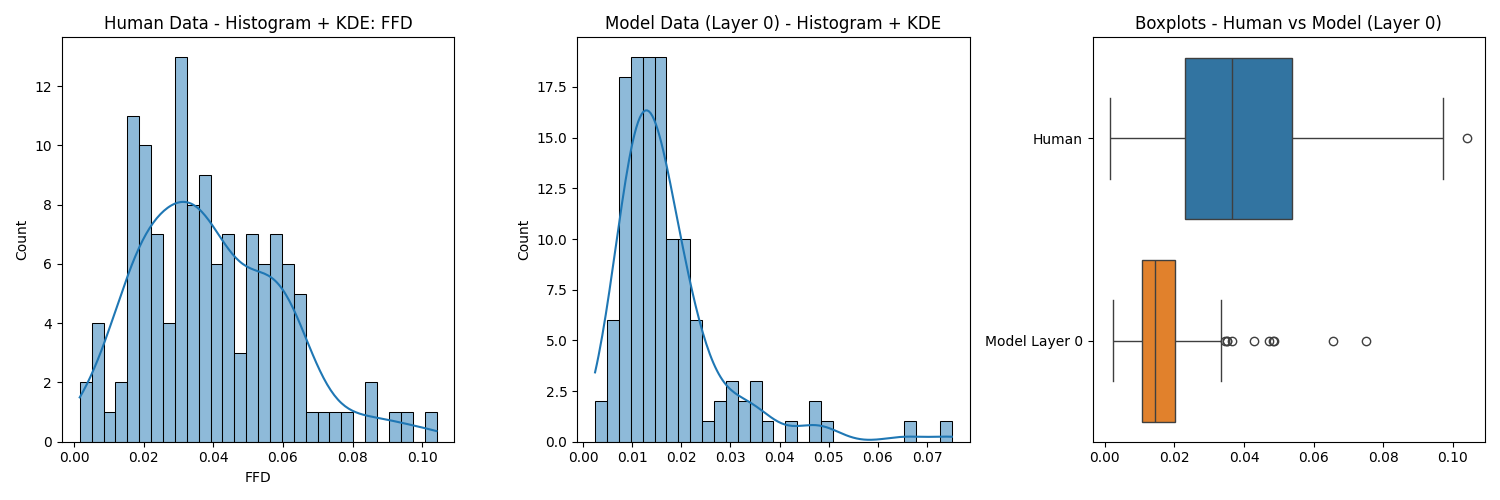 Human Data - Histogram + KDE: FFD
12
10
8
6
4
2
0
Count
0.00 0.02 0.04 0.06 0.08 0.10
FFD
Model Data (Layer 0) - Histogram + KDE
17.5
15.0
12.5
10.0
7.5
5.0
2.5
0.0
Count
0.00 0.01 0.02 0.03 0.04 0.05 0.06 0.07
Boxplots - Human vs Model (Layer 0)
Human
Model Layer 0
0.00 0.02 0.04 0.06 0.08 0.10